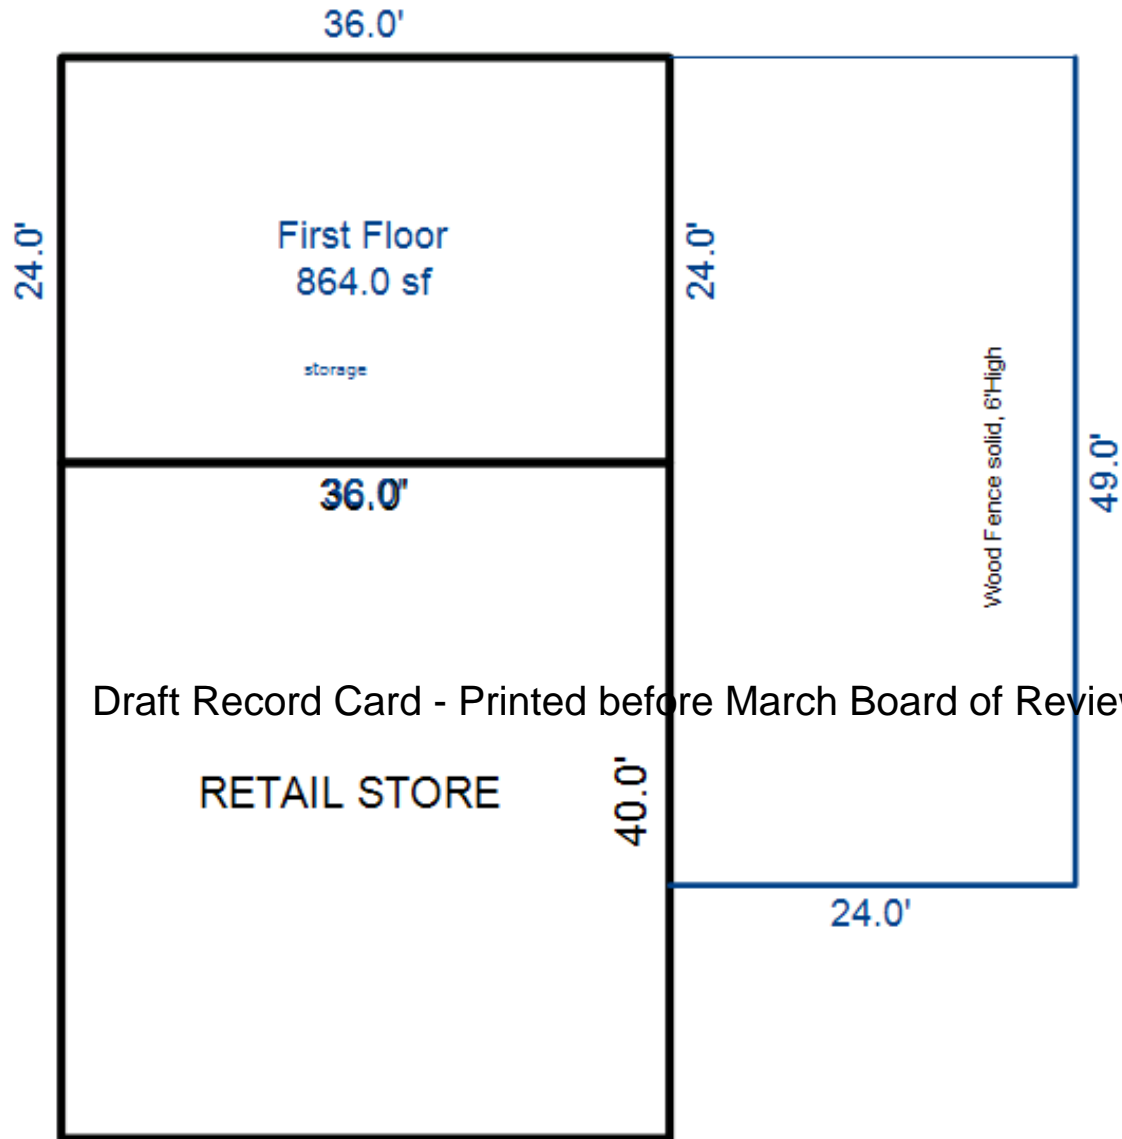 36.0'
24.0'
First Floor
864.0 sf
24.0'
storage
36.0'
Wood Fence solid, 6'High
49.0'
Draft Record Card - Printed before March Board of Review
RETAIL STORE
40.0'
24.0'